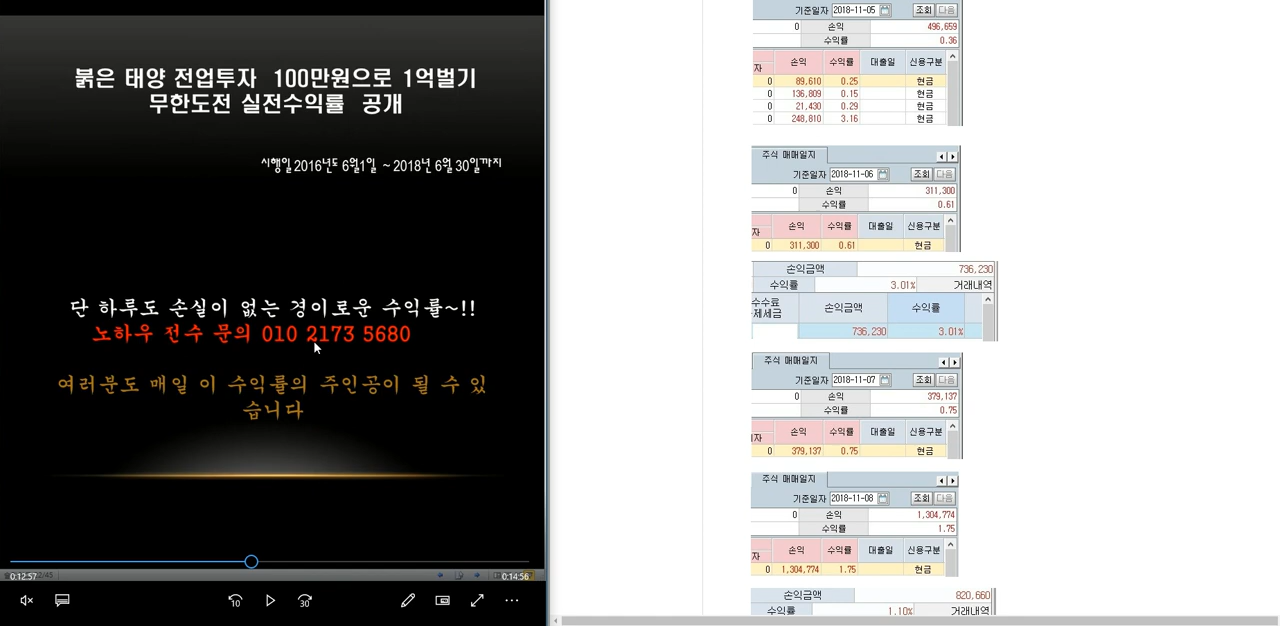 붉은 태양 전업투자 100만원으로 1억벌기
무한도전 실전수익률 공개
시행일 2016년도 6월1일 ~ 2018년 6월 30일까지
단 하루도 손실이 없는 경이로운 수익률~!!
노하우 전수 문의 010 2173 5680
여러분도 매일 이 수익률의 주인공이 될 수 있
습니다
0:12:57
0:14:56
10
30
기준일자 2018-11-05 조회 다음
0 손익 496,659
수익률 0.36
자 손익 수익률 대출일 신용구분
0 89,610 0.25 현금
0 136,809 0.15 현금
0 21,430 0.29 현금
0 248,810 3.16 현금
주식 매매일지
기준일자 2018-11-06 조회 다음
0 손익 311,300
수익률 0.61
자 손익 수익률 대출일 신용구분
0 311,300 0.61 현금
손익금액 736,230
수익률 3.01% 거래내역
수수료 손익금액 수익률
제세금
736,230 3.01%
주식 매매일지
기준일자 2018-11-07 조회 다음
0 손익 379,137
수익률 0.75
자 손익 수익률 대출일 신용구분
0 379,137 0.75 현금
주식 매매일지
기준일자 2018-11-08 조회 다음
0 손익 1,304,774
수익률 1.75
자 손익 수익률 대출일 신용구분
0 1,304,774 1.75 현금
손익금액 820,660
수익률 1.10% 거래내역